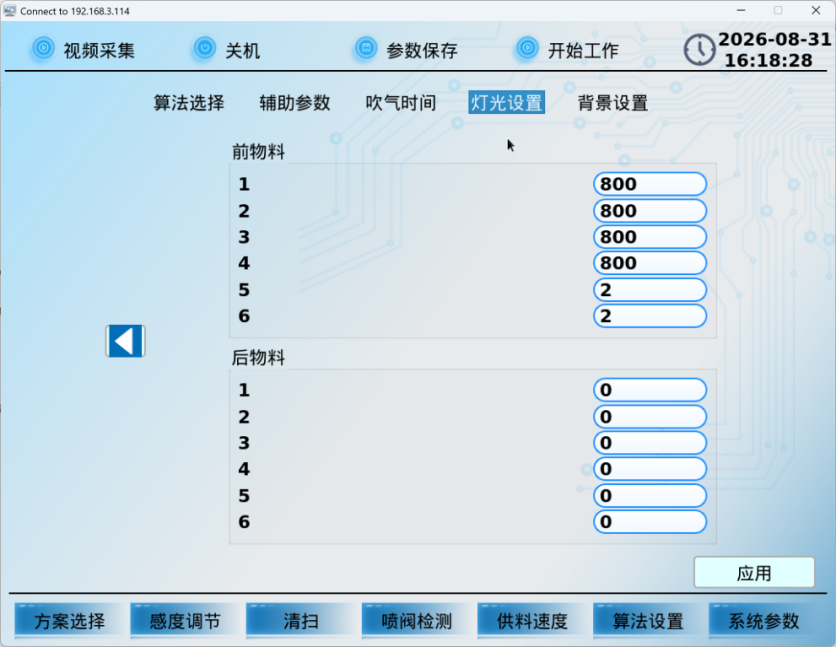 Connect to 192.168.3.114
视频采集 关机 参数保存 开始工作 2026-08-31
16:18:28
算法选择 辅助参数 吹气时间 灯光设置 背景设置
前物料
1 800
2 800
3 800
4 800
5 2
6 2
后物料
1 0
2 0
3 0
4 0
5 0
6 0
应用
方案选择 感度调节 清扫 喷阀检测 供料速度 算法设置 系统参数